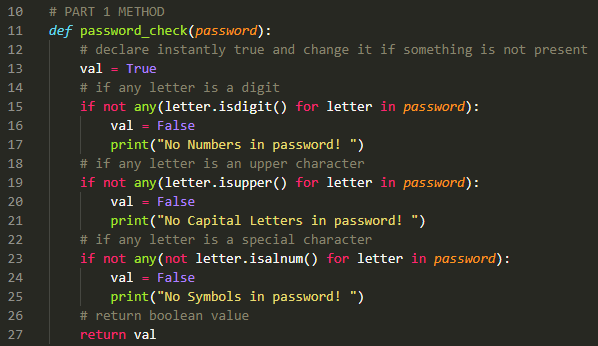 10 # PART 1 METHOD
11 def password_check(password):
12     # declare instantly true and change it if something is not present
13     val = True
14     # if any letter is a digit
15     if not any(letter.isdigit() for letter in password):
16         val = False
17         print("No Numbers in password! ")
18     # if any letter is an upper character
19     if not any(letter.isupper() for letter in password):
20         val = False
21         print("No Capital Letters in password! ")
22     # if any letter is a special character
23     if not any(not letter.isalnum() for letter in password):
24         val = False
25         print("No Symbols in password! ")
26     # return boolean value
27     return val